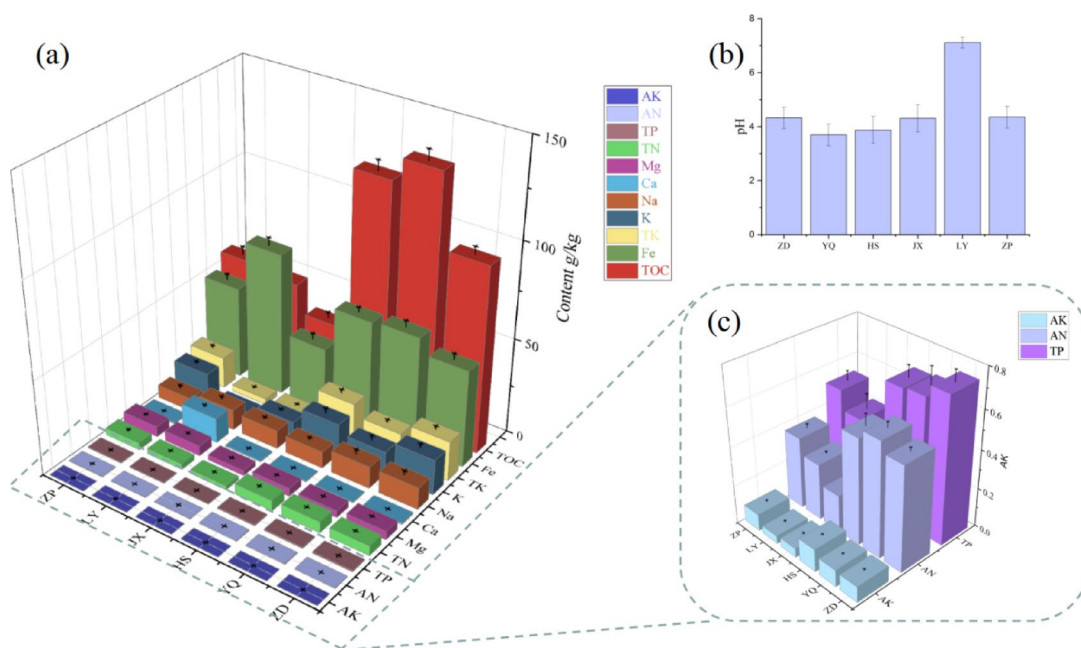 (a)
AK
AN
TP
TN
Mg
Ca
Na
K
TK
Fe
TOC
150
100
50
0
Content g/kg
TOC
Fe
TK
K
Na
Ca
Mg
TN
TP
AN
AK
ZP
LY
JX
HS
YQ
ZD
(b)
8
6
4
2
0
pH
ZD
YQ
HS
JX
LY
ZP
(c)
AK
AN
TP
0.8
0.6
0.4
0.2
0.0
AK
TP
AN
AK
ZP
LY
JX
HS
YQ
ZD